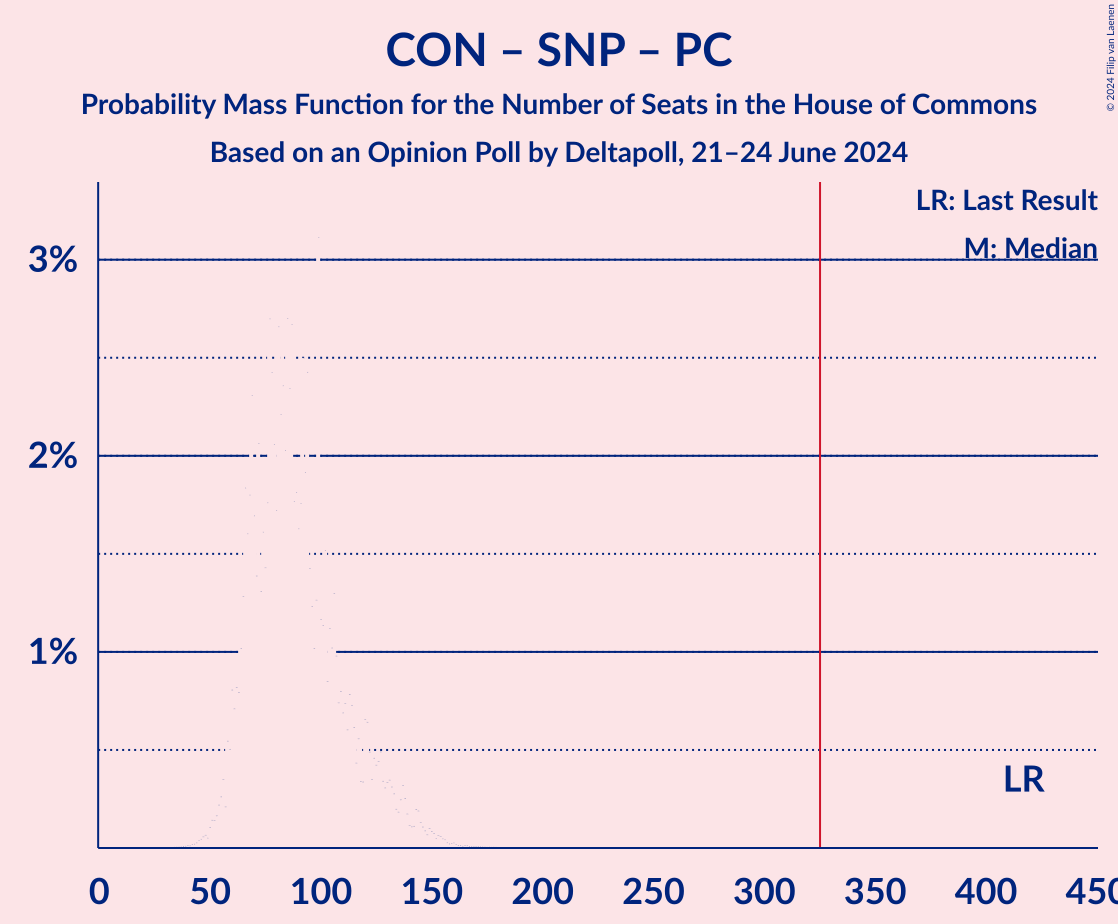 CON – SNP – PC
Probability Mass Function for the Number of Seats in the House of Commons
Based on an Opinion Poll by Deltapoll, 21–24 June 2024
© 2024 Filip van Laenen
LR: Last Result
M: Median
3%
2%
1%
LR
0 50 100 150 200 250 300 350 400 450